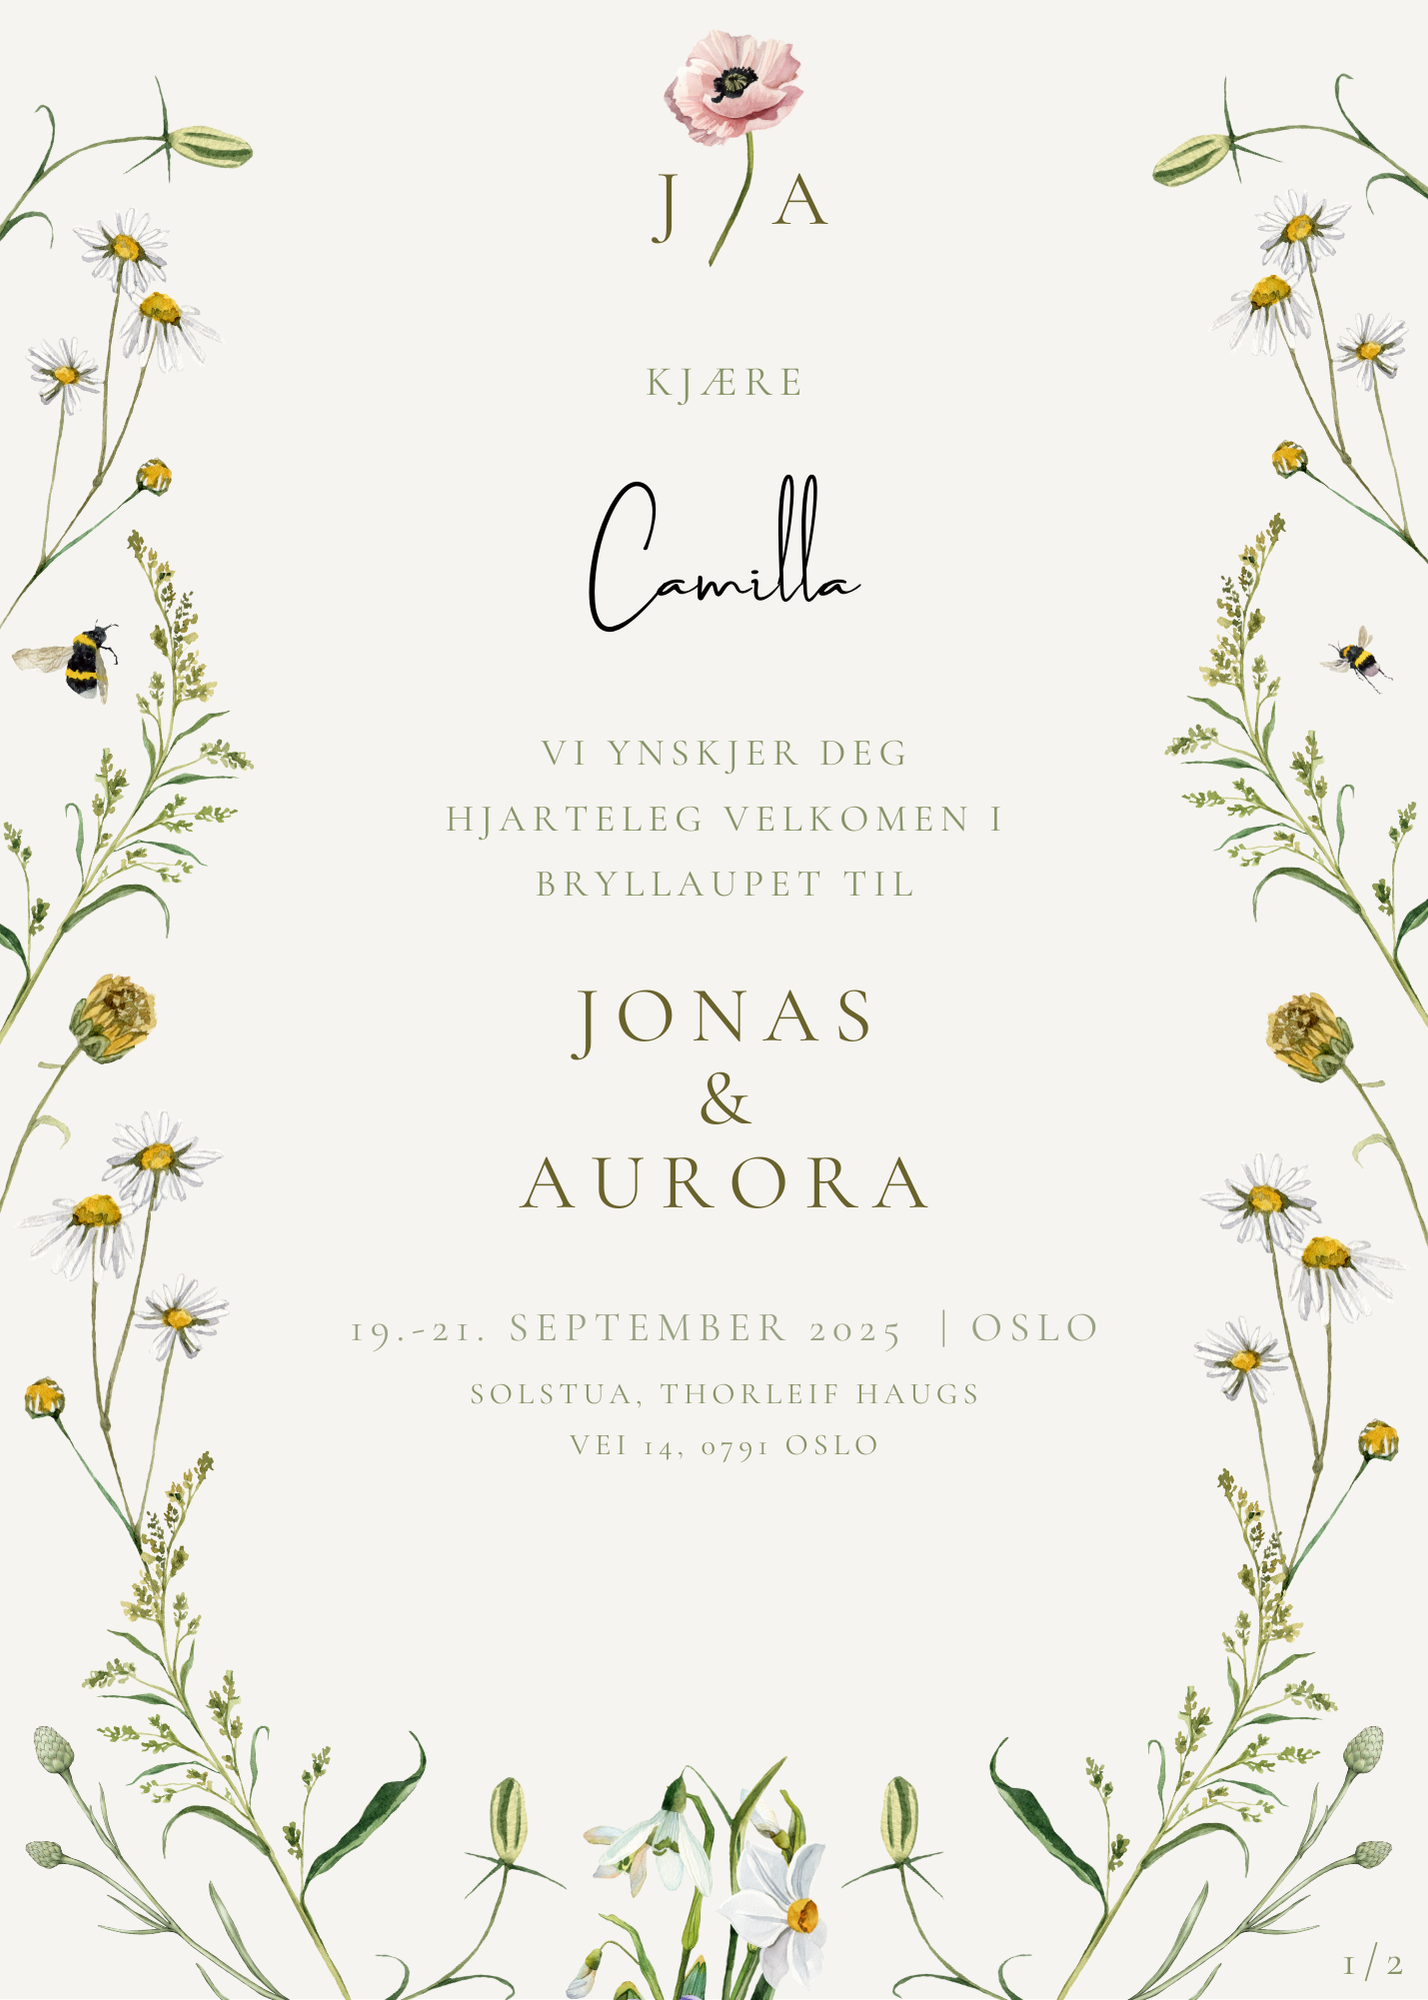 J A
KJÆRE
Camilla
VI YNSKJER DEG
HJARTELEG VELKOMEN I
BRYLLAUPET TIL
JONAS
&
AURORA
19.-21. SEPTEMBER 2025 | OSLO
SOLSTUA, THORLEIF HAUGS
VEI 14, 0791 OSLO
1/2